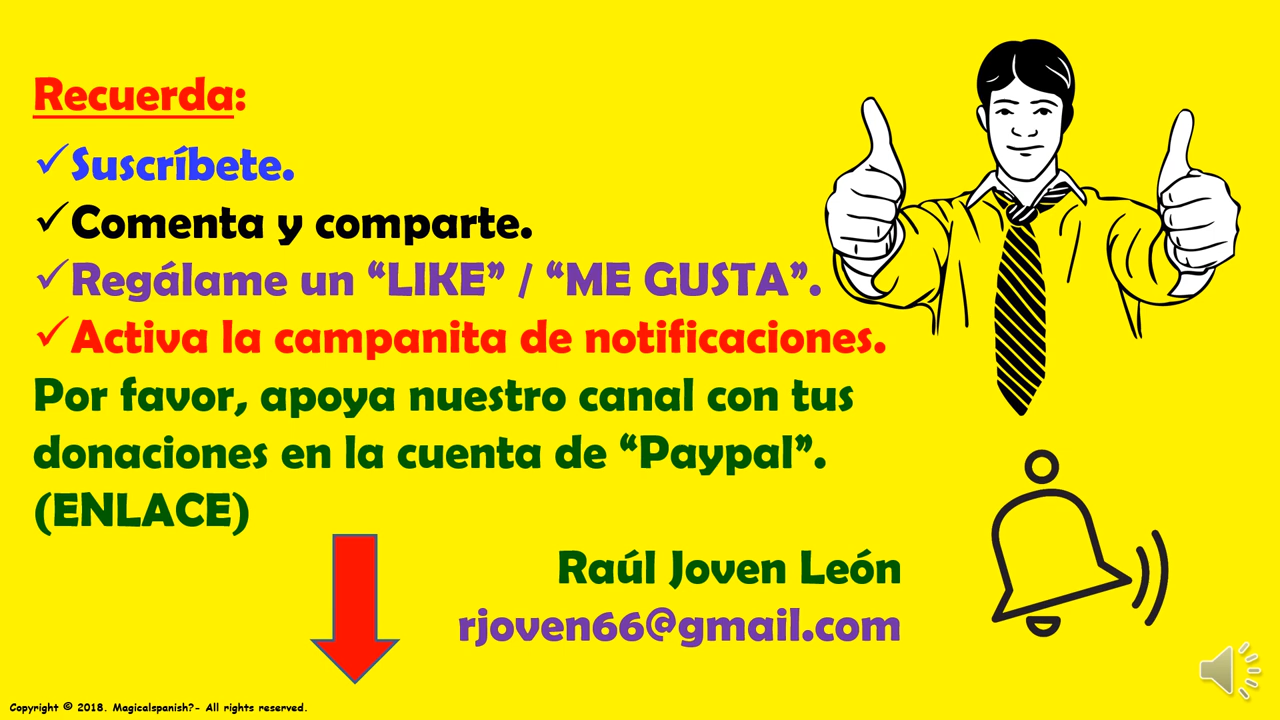 Recuerda:
✓Suscríbete.
✓Comenta y comparte.
✓Regálame un “LIKE” / “ME GUSTA”.
✓Activa la campanita de notificaciones.
Por favor, apoya nuestro canal con tus
donaciones en la cuenta de “Paypal”.
(ENLACE)
Raúl Joven León
rjoven66@gmail.com
Copyright © 2018. Magicalspanish?- All rights reserved.